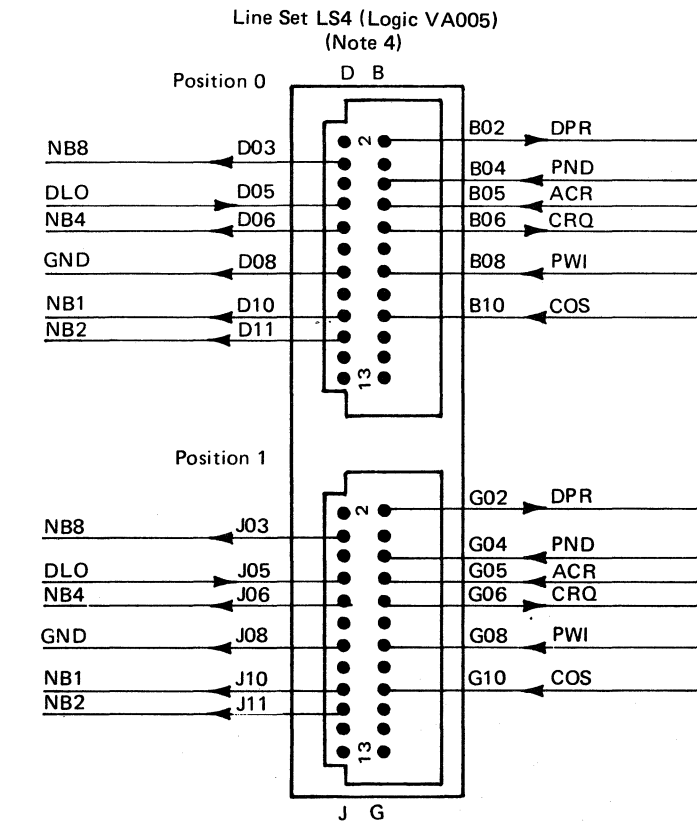 Line Set LS4 (Logic VA005)
(Note 4)
Position 0
D B
2
B02 DPR
NB8 D03
B04 PND
DLO D05
B05 ACR
NB4 D06
B06 CRQ
GND D08
B08 PWI
NB1 D10
B10 COS
NB2 D11
13
Position 1
2
G02 DPR
NB8 J03
G04 PND
DLO J05
G05 ACR
NB4 J06
G06 CRQ
GND J08
G08 PWI
NB1 J10
G10 COS
NB2 J11
13
J G